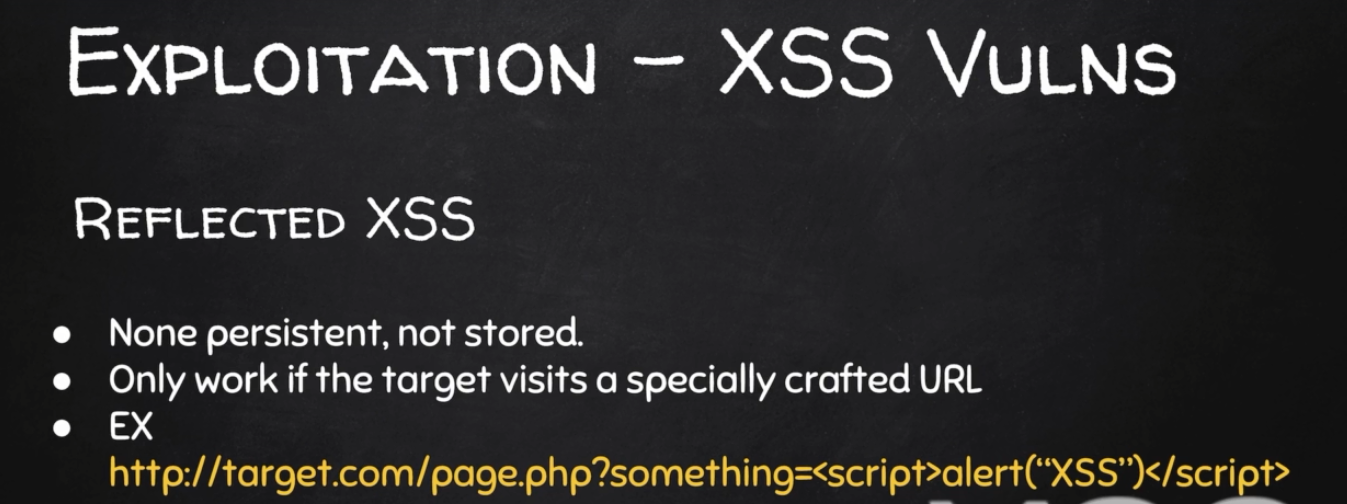 Exploitation – XSS Vulns
Reflected XSS
● None persistent, not stored.
● Only work if the target visits a specially crafted URL
● EX
http://target.com/page.php?something=<script>alert(“XSS”)</script>